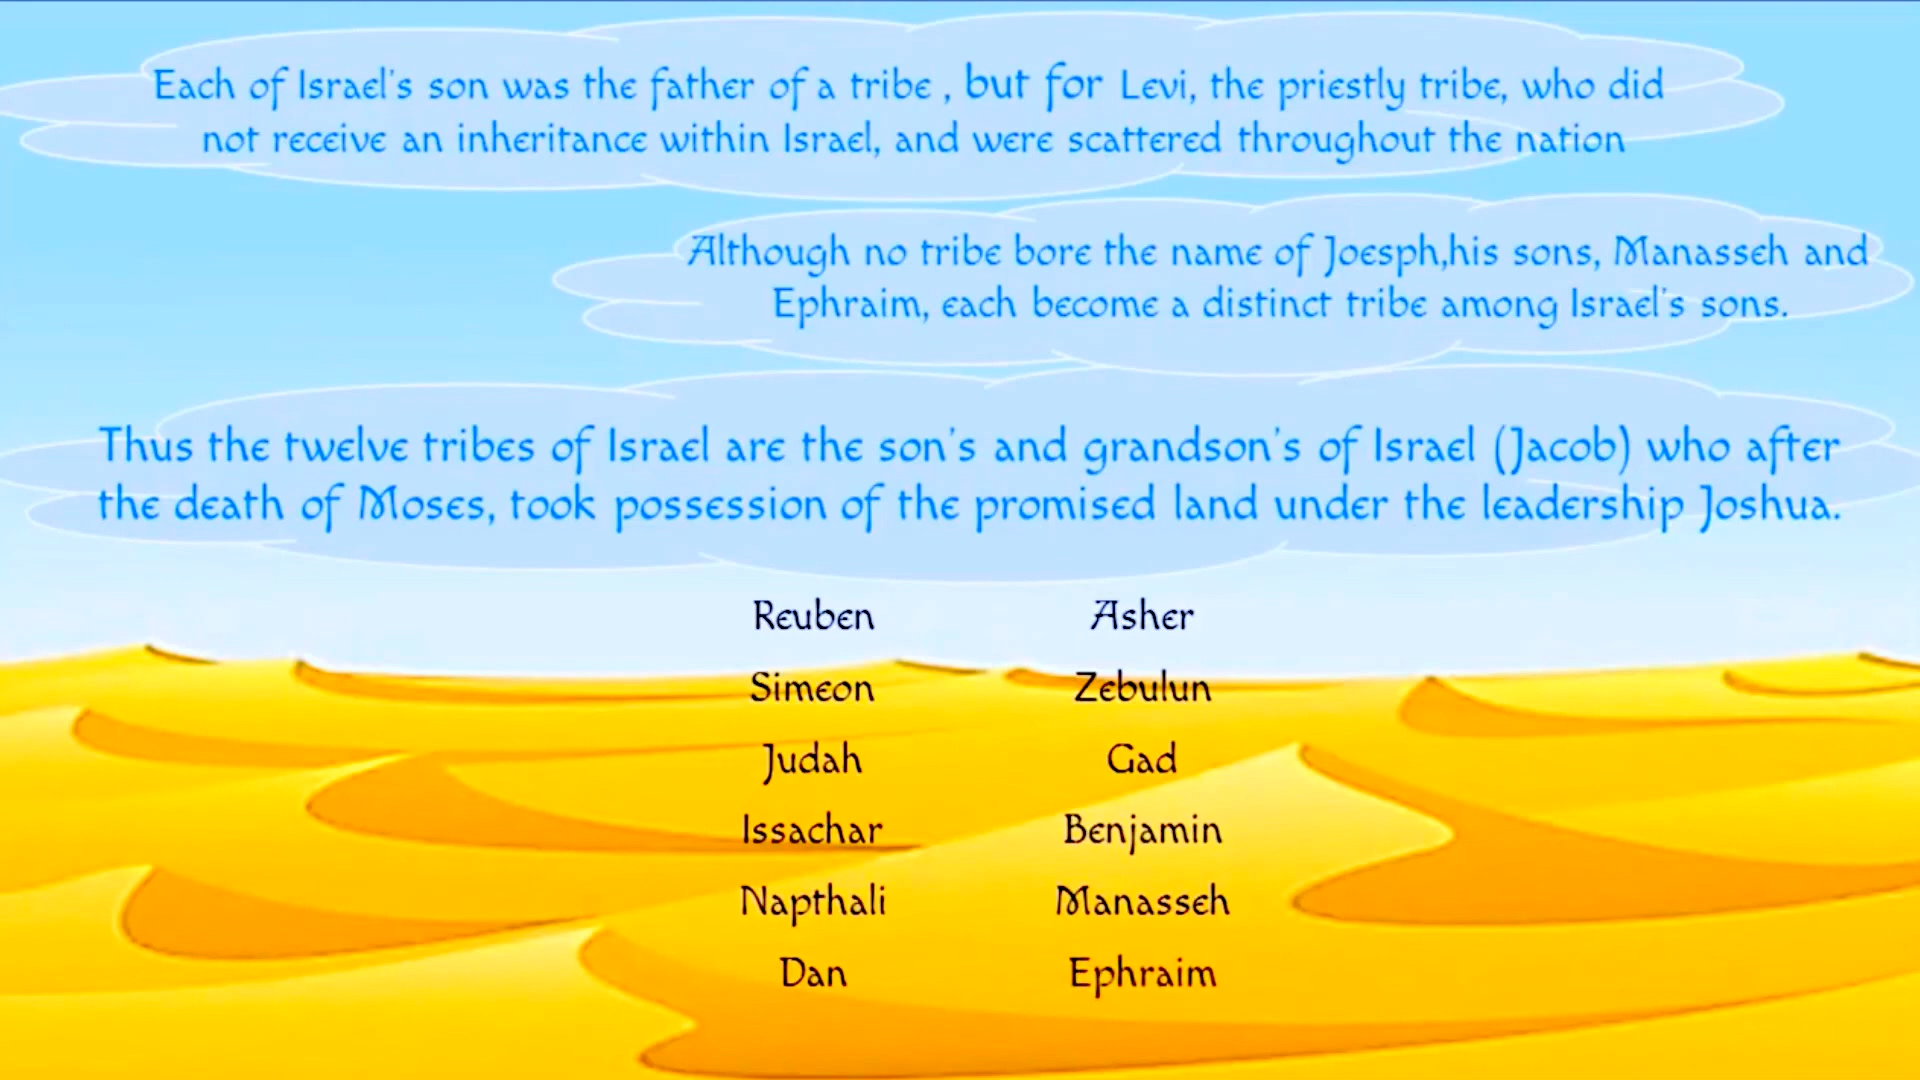 Each of Israel's son was the father of a tribe , but for Levi, the priestly tribe, who did
not receive an inheritance within Israel, and were scattered throughout the nation
Although no tribe bore the name of Joesph,his sons, Manasseh and
Ephraim, each become a distinct tribe among Israel's sons.
Thus the twelve tribes of Israel are the son's and grandson's of Israel (Jacob) who after
the death of Moses, took possession of the promised land under the leadership Joshua.
Reuben
Simeon
Judah
Issachar
Napthali
Dan
Asher
Zebulun
Gad
Benjamin
Manasseh
Ephraim